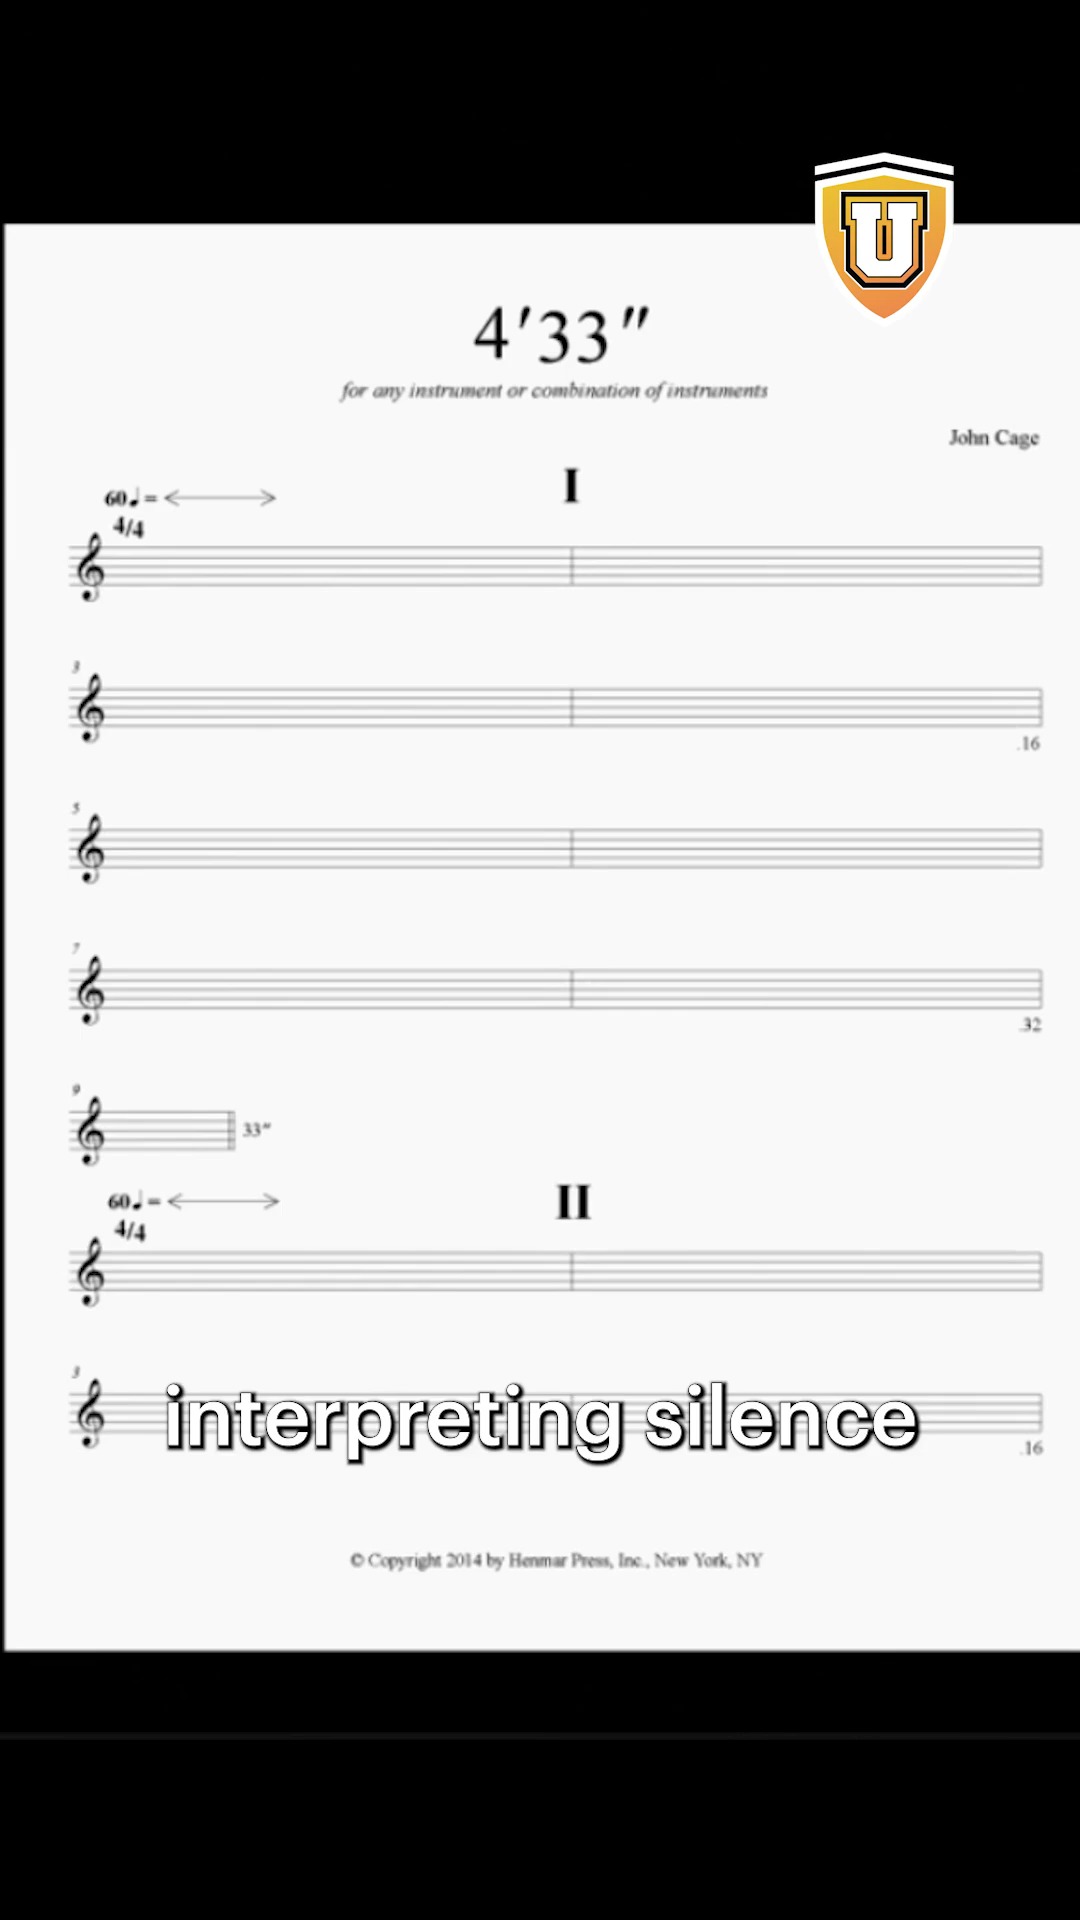 U
4′33″
for any instrument or combination of instruments
John Cage
I
60♩=
4/4
3
.16
5
7
.32
9
33″
II
60♩=
4/4
3
interpreting silence
.16
© Copyright 2014 by Henmar Press, Inc., New York, NY